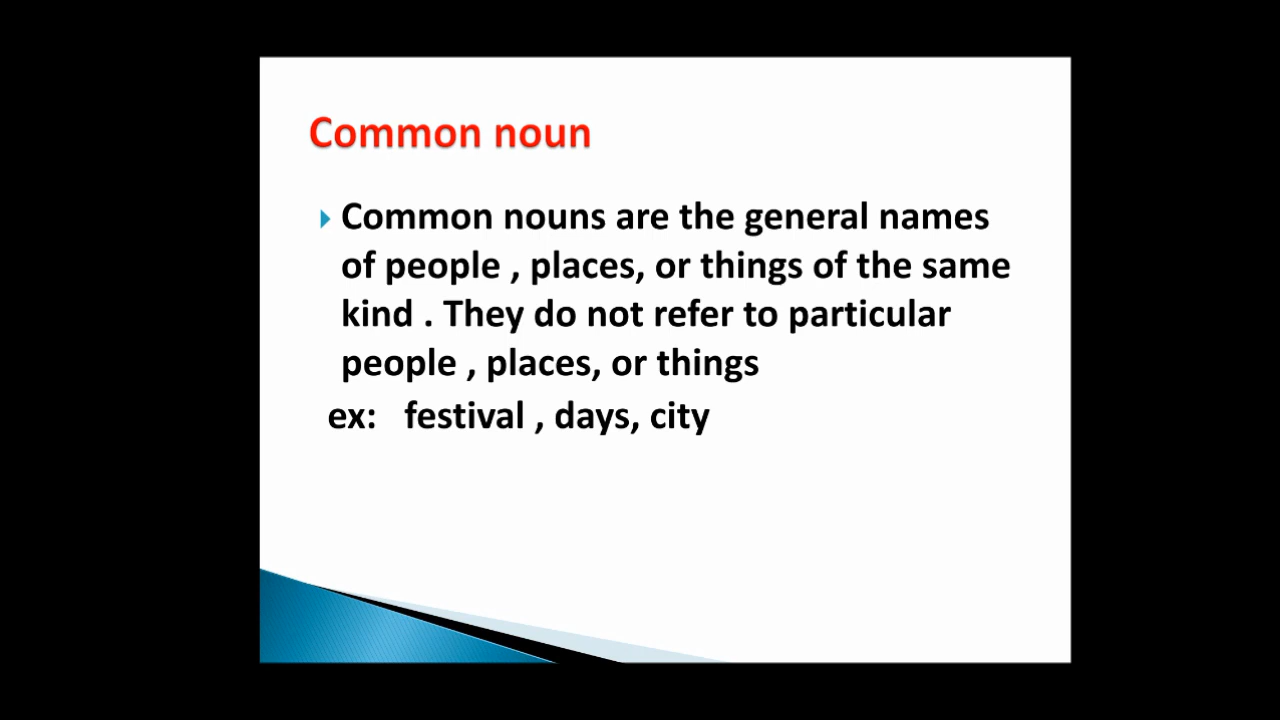 Common noun
Common nouns are the general names
of people , places, or things of the same
kind . They do not refer to particular
people , places, or things
ex: festival , days, city